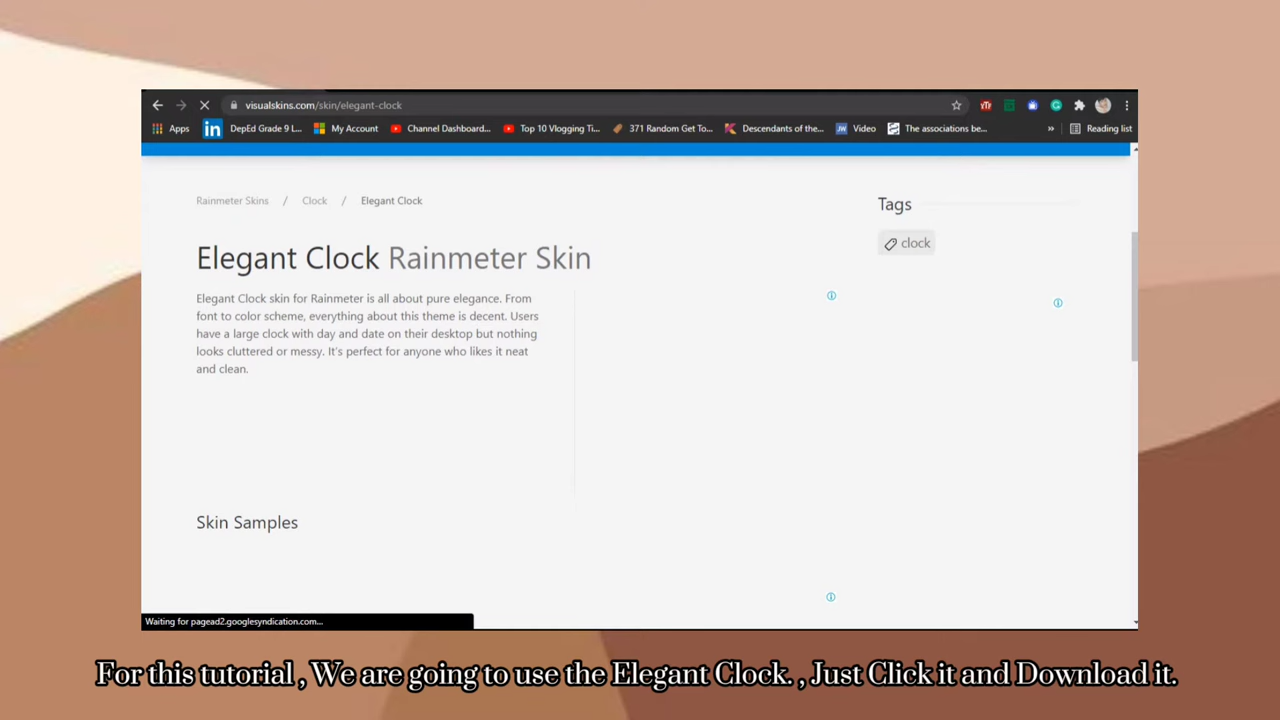 visualskins.com/skin/elegant-clock
Apps
in
DepEd Grade 9 L...
My Account
Channel Dashboard...
Top 10 Vlogging Ti...
371 Random Get To...
Descendants of the...
JW
Video
The associations be...
»
Reading list
Rainmeter Skins / Clock / Elegant Clock
Tags
clock
Elegant Clock Rainmeter Skin
Elegant Clock skin for Rainmeter is all about pure elegance. From
font to color scheme, everything about this theme is decent. Users
have a large clock with day and date on their desktop but nothing
looks cluttered or messy. It's perfect for anyone who likes it neat
and clean.
Skin Samples
Waiting for pagead2.googlesyndication.com...
For this tutorial , We are going to use the Elegant Clock. , Just Click it and Download it.